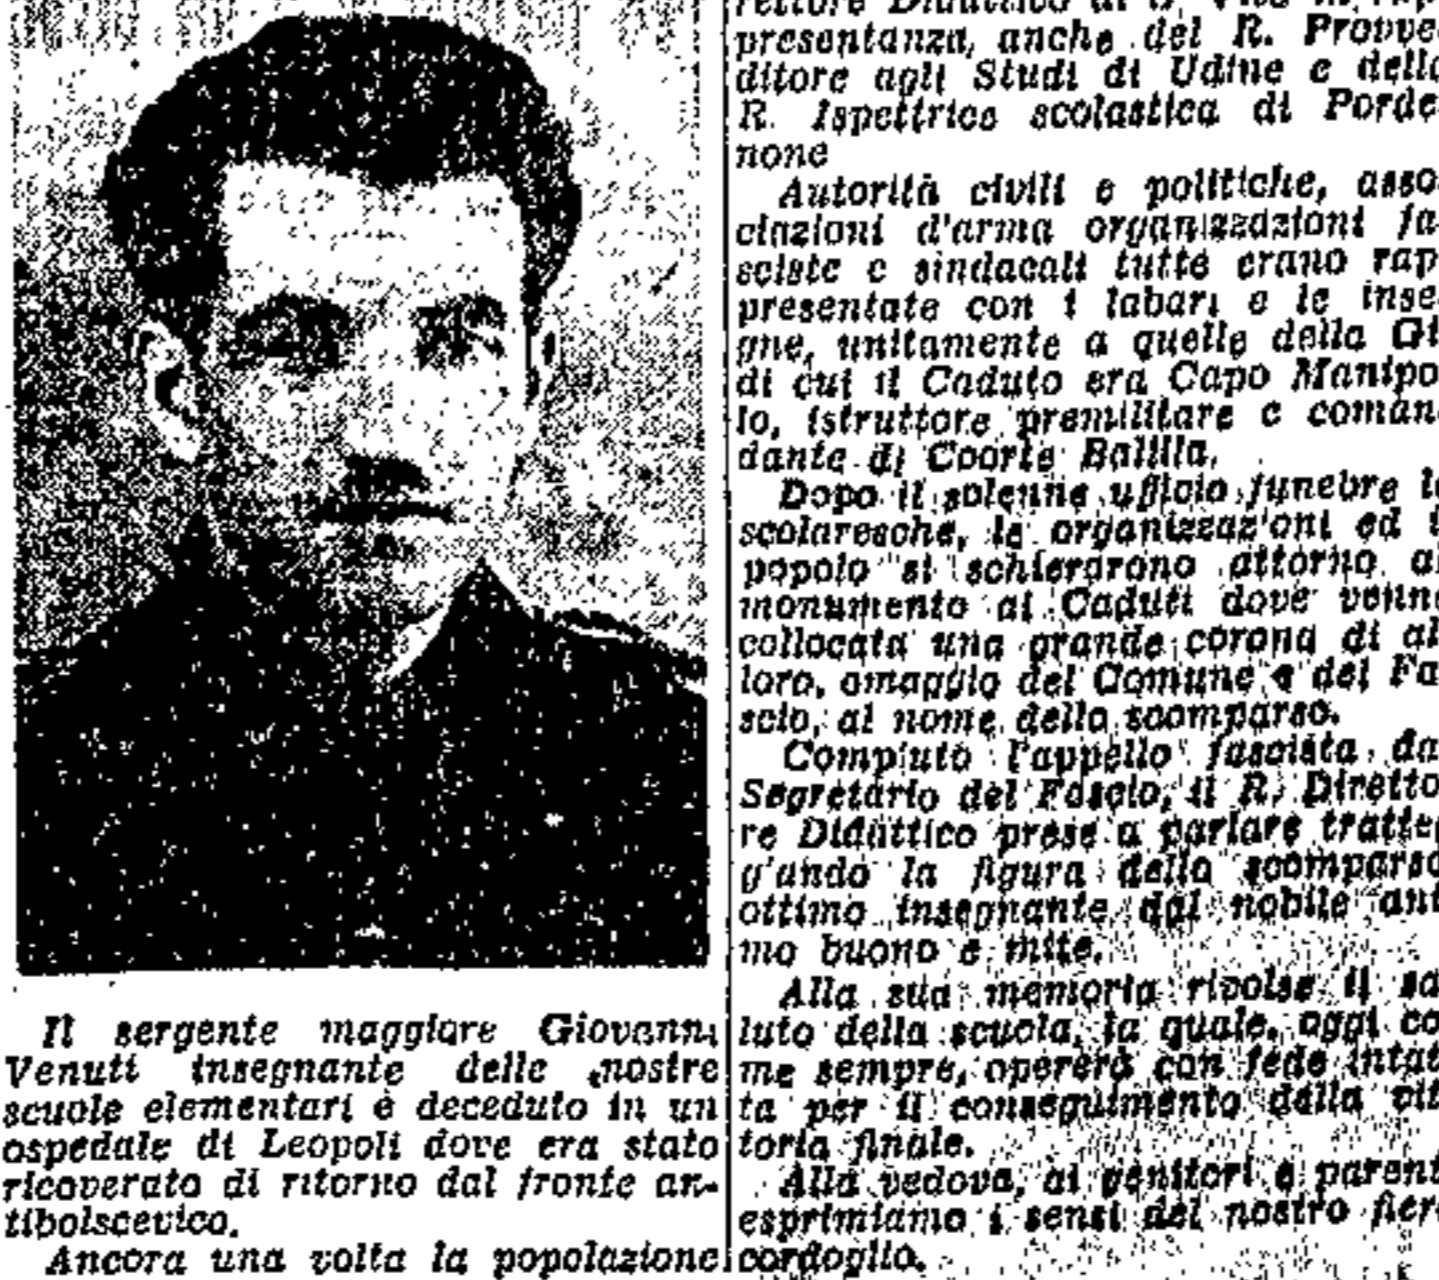 Il sergente maggiore Giovanni
Venuti insegnante delle nostre
scuole elementari è deceduto in un
ospedale di Leopoli dove era stato
ricoverato di ritorno dal fronte an-
tibolscevico.
Ancora una volta la popolazione
rettore Didattico di
presentanza, anche del R. Provve-
ditore agli Studi di Udine e della
R. Ispettrice scolastica di Porde-
none
Autorità civili e politiche, asso-
ciazioni d'arma organizzazioni fa-
sciste e sindacali tutte erano rap-
presentate con i labari e le inse-
gne, unitamente a quelle della Gil
di cui il Caduto era Capo Manipo-
lo, istruttore premilitare e coman-
dante di Coorte Balilla.
Dopo il solenne ufficio funebre le
scolaresche, le organizzazioni ed il
popolo si schierarono attorno al
monumento ai Caduti dove venne
collocata una grande corona di al-
loro, omaggio del Comune e del Fa-
scio, al nome dello scomparso.
Compiuto l'appello fascista dal
Segretario del Fascio, il R. Diretto-
re Didattico prese a parlare tratteg
g'ando la figura dello scomparso
ottimo insegnante dal nobile ani
mo buono e mite.
Alla sua memoria rivolse il sa-
luto della scuola, la quale, oggi co-
me sempre, opererà con fede intat-
ta per il conseguimento della vit-
toria finale.
Alla vedova, ai genitori e parenti
esprimiamo i sensi del nostro fiero
cordoglio.